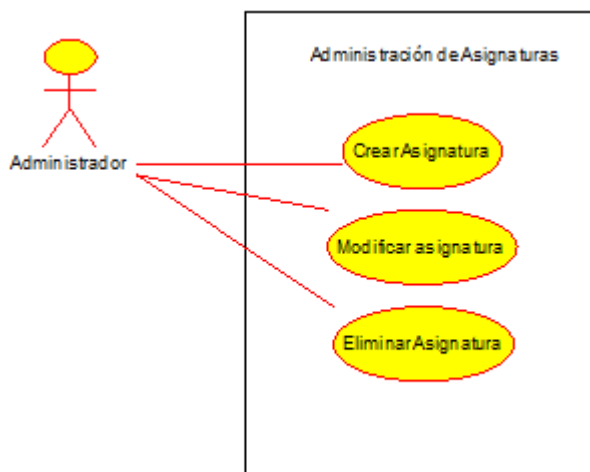 Administración de Asignaturas
Crear Asignatura
Administrador
Modificar asignatura
Eliminar Asignatura